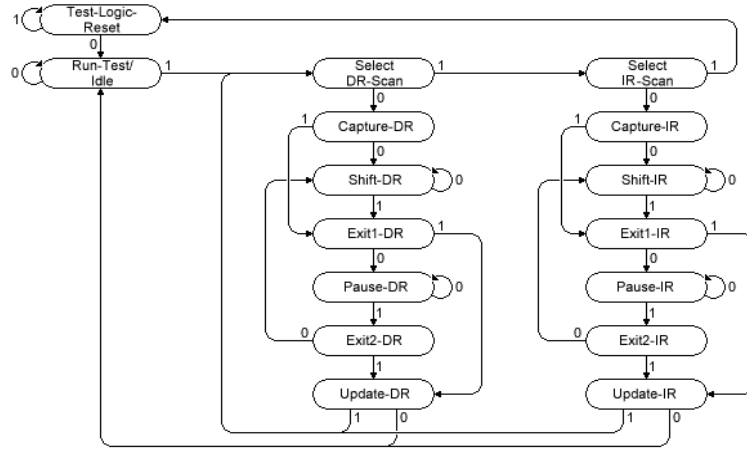 Test-Logic-
Reset
1
0
Run-Test/
Idle
0
1
Select
DR-Scan
1
0
Select
IR-Scan
1
0
Capture-DR
1
0
Capture-IR
1
0
Shift-DR
0
1
Shift-IR
0
1
Exit1-DR
1
0
Exit1-IR
1
0
Pause-DR
0
1
Pause-IR
0
1
Exit2-DR
0
1
Exit2-IR
0
1
Update-DR
1
0
Update-IR
1
0